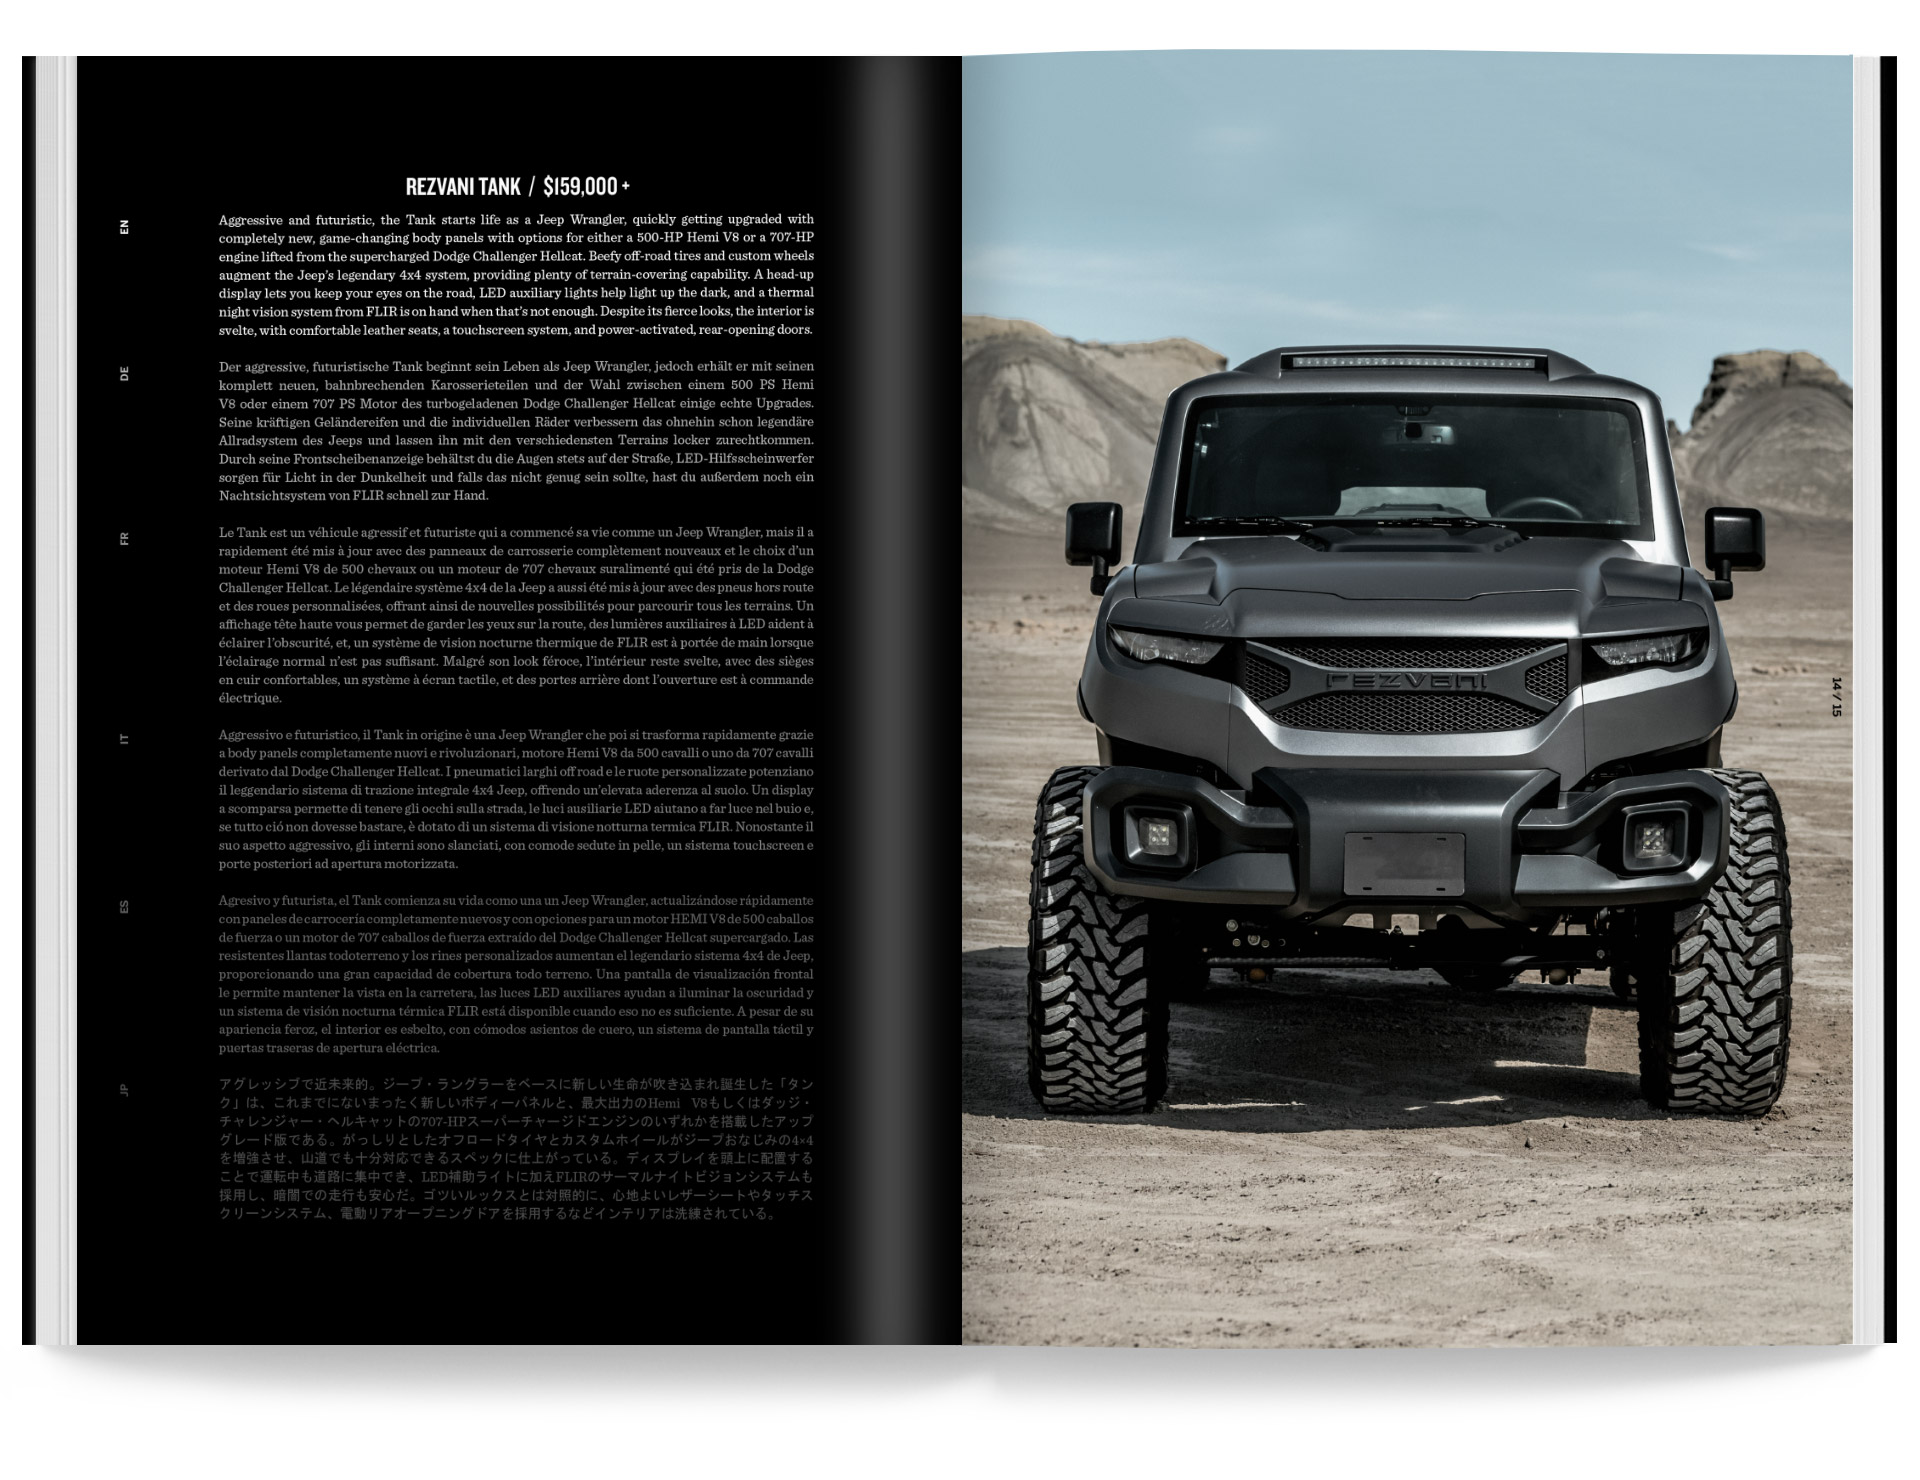 REZVANI TANK / $159,000 +
EN
Aggressive and futuristic, the Tank starts life as a Jeep Wrangler, quickly getting upgraded with
completely new, game-changing body panels with options for either a 500-HP Hemi V8 or a 707-HP
engine lifted from the supercharged Dodge Challenger Hellcat. Beefy off-road tires and custom wheels
augment the Jeep's legendary 4x4 system, providing plenty of terrain-covering capability. A head-up
display lets you keep your eyes on the road, LED auxiliary lights help light up the dark, and a thermal
night vision system from FLIR is on hand when that's not enough. Despite its fierce looks, the interior is
svelte, with comfortable leather seats, a touchscreen system, and power-activated, rear-opening doors.
DE
Der aggressive, futuristische Tank beginnt sein Leben als Jeep Wrangler, jedoch erhält er mit seinen
komplett neuen, bahnbrechenden Karosserieteilen und der Wahl zwischen einem 500 PS Hemi
V8 oder einem 707 PS Motor des turbogeladenen Dodge Challenger Hellcat einige echte Upgrades.
Seine kräftigen Geländereifen und die individuellen Räder verbessern das ohnehin schon legendäre
Allradsystem des Jeeps und lassen ihn mit den verschiedensten Terrains locker zurechtkommen.
Durch seine Frontscheibenanzeige behältst du die Augen stets auf der Straße, LED-Hilfsscheinwerfer
sorgen für Licht in der Dunkelheit und falls das nicht genug sein sollte, hast du außerdem noch ein
Nachtsichtsystem von FLIR schnell zur Hand.
FR
Le Tank est un véhicule agressif et futuriste qui a commencé sa vie comme un Jeep Wrangler, mais il a
rapidement été mis à jour avec des panneaux de carrosserie complètement nouveaux et le choix d'un
moteur Hemi V8 de 500 chevaux ou un moteur de 707 chevaux suralimenté qui été pris de la Dodge
Challenger Hellcat. Le légendaire système 4x4 de la Jeep a aussi été mis à jour avec des pneus hors route
et des roues personnalisées, offrant ainsi de nouvelles possibilités pour parcourir tous les terrains. Un
affichage tête haute vous permet de garder les yeux sur la route, des lumières auxiliaires à LED aident à
éclairer l'obscurité, et, un système de vision nocturne thermique de FLIR est à portée de main lorsque
l'éclairage normal n'est pas suffisant. Malgré son look féroce, l'intérieur reste svelte, avec des sièges
en cuir confortables, un système à écran tactile, et des portes arrière dont l'ouverture est à commande
électrique.
IT
Aggressivo e futuristico, il Tank in origine è una Jeep Wrangler che poi si trasforma rapidamente grazie
a body panels completamente nuovi e rivoluzionari, motore Hemi V8 da 500 cavalli o uno da 707 cavalli
derivato dal Dodge Challenger Hellcat. I pneumatici larghi off road e le ruote personalizzate potenziano
il leggendario sistema di trazione integrale 4x4 Jeep, offrendo un'elevata aderenza al suolo. Un display
a scomparsa permette di tenere gli occhi sulla strada, le luci ausiliarie LED aiutano a far luce nel buio e,
se tutto ciò non dovesse bastare, è dotato di un sistema di visione notturna termica FLIR. Nonostante il
suo aspetto aggressivo, gli interni sono slanciati, con comode sedute in pelle, un sistema touchscreen e
porte posteriori ad apertura motorizzata.
ES
Agresivo y futurista, el Tank comienza su vida como una un Jeep Wrangler, actualizándose rápidamente
con paneles de carrocería completamente nuevos y con opciones para un motor HEMI V8 de 500 caballos
de fuerza o un motor de 707 caballos de fuerza extraído del Dodge Challenger Hellcat supercargado. Las
resistentes llantas todoterreno y los rines personalizados aumentan el legendario sistema 4x4 de Jeep,
proporcionando una gran capacidad de cobertura todo terreno. Una pantalla de visualización frontal
le permite mantener la vista en la carretera, las luces LED auxiliares ayudan a iluminar la oscuridad y
un sistema de visión nocturna térmica FLIR está disponible cuando eso no es suficiente. A pesar de su
apariencia feroz, el interior es esbelto, con cómodos asientos de cuero, un sistema de pantalla táctil y
puertas traseras de apertura eléctrica.
JP
アグレッシブで近未来的。ジープ・ラングラーをベースに新しい生命が吹き込まれ誕生した「タン
ク」は、これまでにないまったく新しいボディーパネルと、最大出力のHemi V8もしくはダッジ・
チャレンジャー・ヘルキャットの707-HPスーパーチャージドエンジンのいずれかを搭載したアップ
グレード版である。がっしりとしたオフロードタイヤとカスタムホイールがジープおなじみの4×4
を増強させ、山道でも十分対応できるスペックに仕上がっている。ディスプレイを頭上に配置する
ことで運転中も道路に集中でき、LED補助ライトに加えFLIRのサーマルナイトビジョンシステムも
採用し、暗闇での走行も安心だ。ゴツいルックスとは対照的に、心地よいレザーシートやタッチス
クリーンシステム、電動リアオープニングドアを採用するなどインテリアは洗練されている。
REZVANI
14 / 15